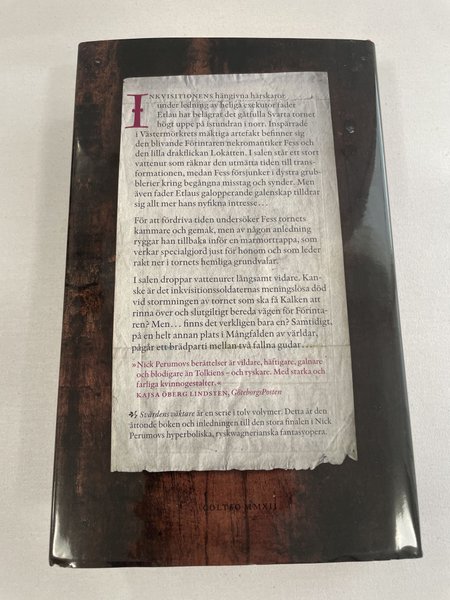 INKVISITIONENS hängivna härskaror
under ledning av helige exekutor fader
Etlau har belägrat det gåtfulla Svarta tornet
högt uppe på istundran i norr. Inspärrade
i Västermörkrets mäktiga artefakt befinner sig
den blivande Förintaren nekromantiker Fess och
den lilla drakflickan Lokatten. I salen står ett stort
vattenur som räknar den utmätta tiden till trans-
formationen, medan Fess försjunker i dystra grubb-
lerier kring begångna misstag och synder. Men
även fader Etlaus galopperande galenskap tilldrar
sig allt mer hans nyfikna intresse…
För att fördriva tiden undersöker Fess tornets
kammare och gemak, men av någon anledning
ryggar han tillbaka inför en marmortrappa, som
verkar specialgjord just för honom och som leder
rakt ner i tornets hemliga grundvalar.
I salen droppar vattenuret långsamt vidare. Kan-
ske är det inkvisitionssoldaternas meningslösa död
vid stormningen av tornet som ska få Kalken att
rinna över och slutgiltigt bereda vägen för Förinta-
ren? Men… finns det verkligen bara en? Samtidigt,
på en helt annan plats i Mångfalden av världar,
pågår ett brädparti mellan två fallna gudar…
»Nick Perumovs berättelser är vildare, häftigare, galnare
och blodigare än Tolkiens – och ryskare. Med starka och
farliga kvinnogestalter.«
KAJSA ÖBERG LINDSTEN, GöteborgsPosten
Svärdens väktare är en serie i tolv volymer. Detta är den
åttonde boken och inledningen till den stora finalen i Nick
Perumovs hyperboliska, ryskwagnerianska fantasyopera.
COLTSO MMXII